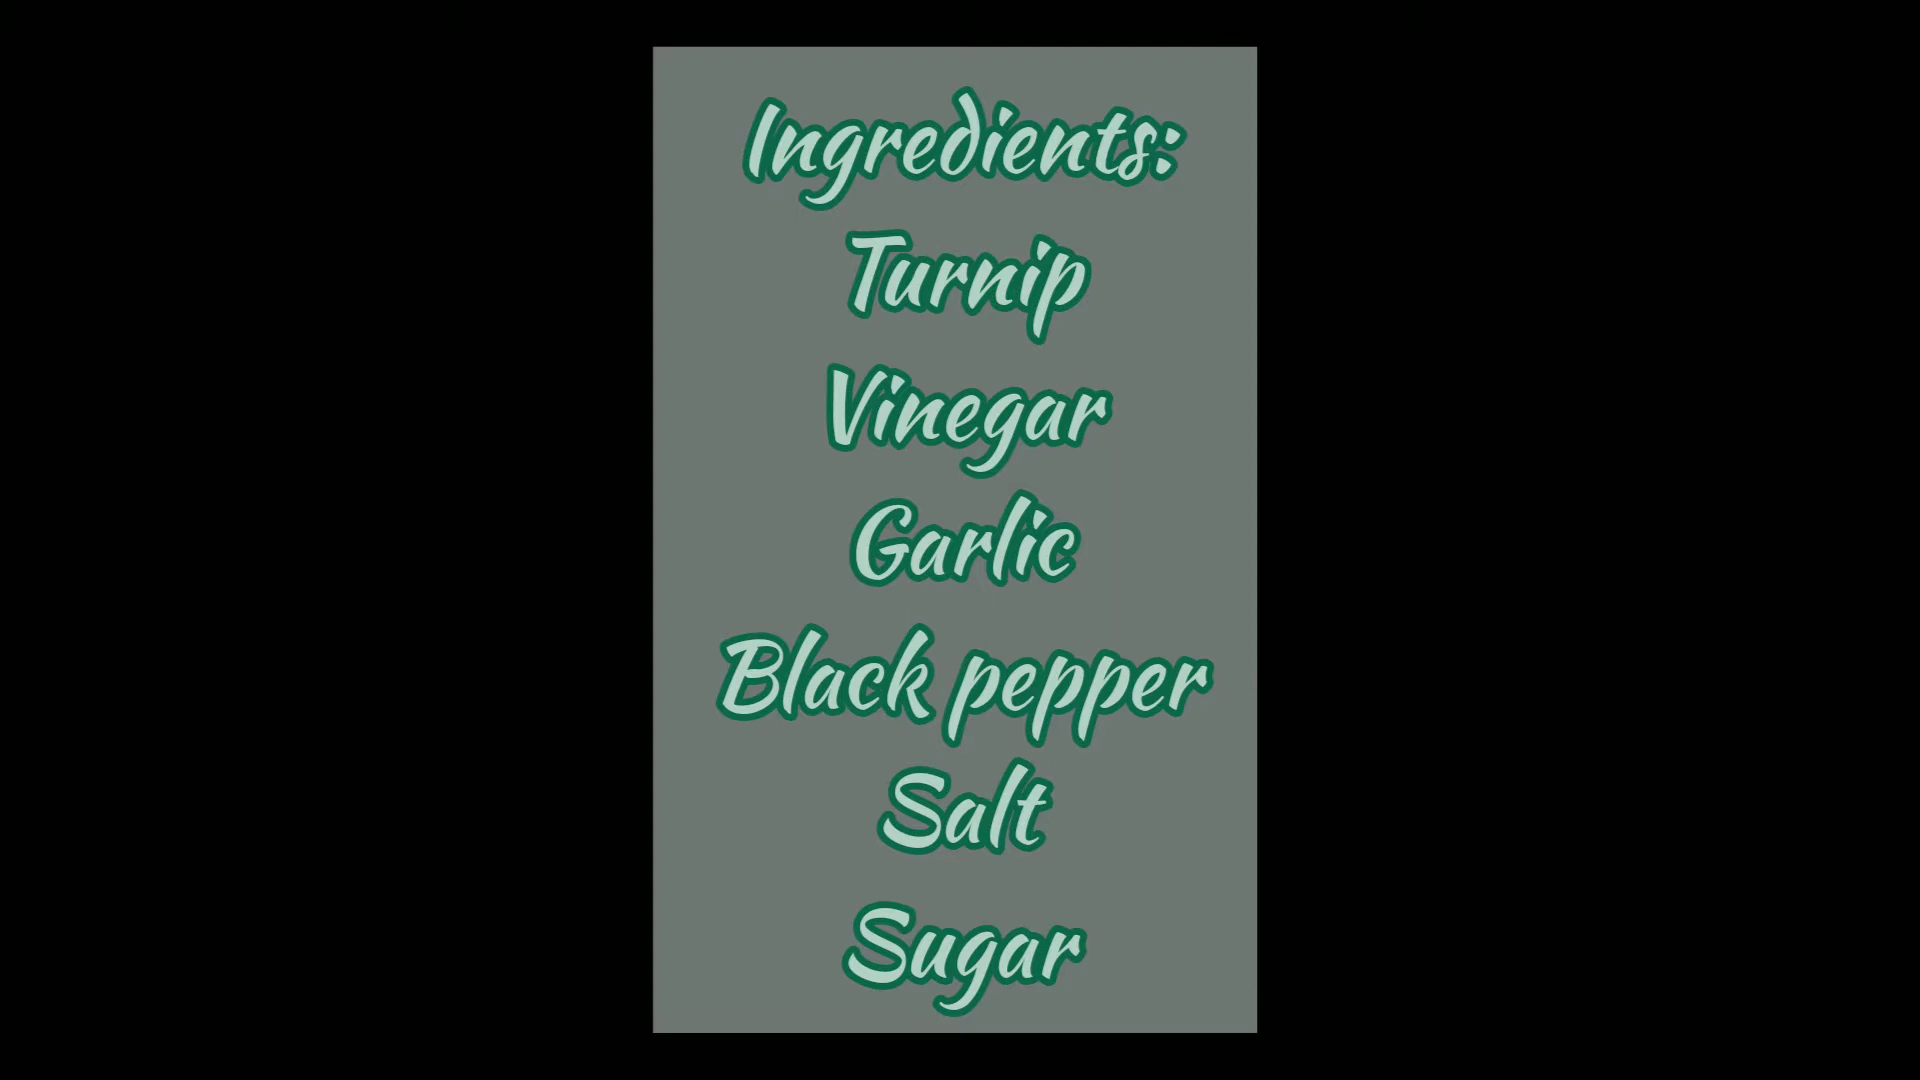 Ingredients:
Turnip
Vinegar
Garlic
Black pepper
Salt
Sugar